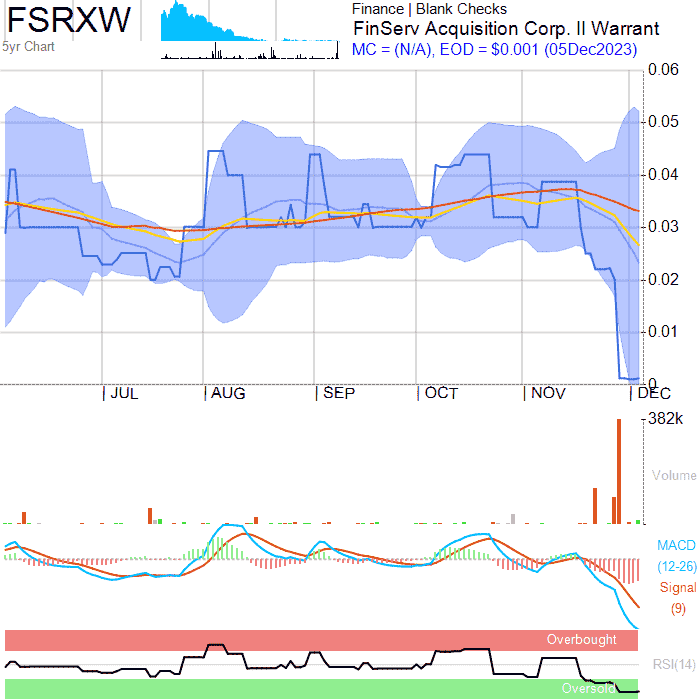 FSRXW
5yr Chart
Finance | Blank Checks
FinServ Acquisition Corp. II Warrant
MC = (N/A), EOD = $0.001 (05Dec2023)
0.06
0.05
0.04
0.03
0.02
0.01
0
JUL AUG SEP OCT NOV DEC
382k
Volume
MACD
(12-26)
Signal
(9)
Overbought
RSI(14)
Oversold